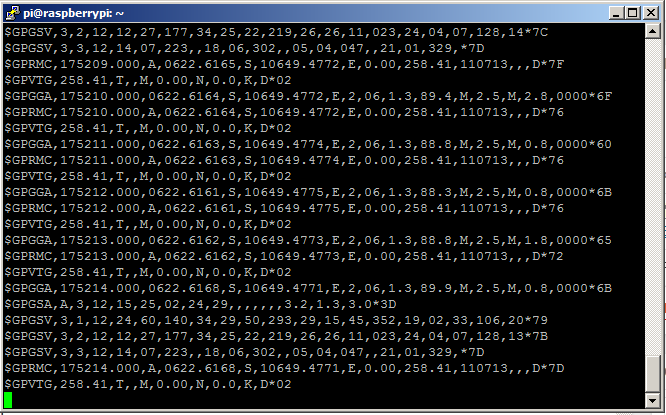 pi@raspberrypi: ~
$GPGSV,3,2,12,12,27,177,34,25,22,219,26,26,11,023,24,04,07,128,14*7C
$GPGSV,3,3,12,14,07,223,,18,06,302,,05,04,047,,21,01,329,*7D
$GPRMC,175209.000,A,0622.6165,S,10649.4772,E,0.00,258.41,110713,,,D*7F
$GPVTG,258.41,T,,M,0.00,N,0.0,K,D*02
$GPGGA,175210.000,0622.6164,S,10649.4772,E,2,06,1.3,89.4,M,2.5,M,2.8,0000*6F
$GPRMC,175210.000,A,0622.6164,S,10649.4772,E,0.00,258.41,110713,,,D*76
$GPVTG,258.41,T,,M,0.00,N,0.0,K,D*02
$GPGGA,175211.000,0622.6163,S,10649.4774,E,2,06,1.3,88.8,M,2.5,M,0.8,0000*60
$GPRMC,175211.000,A,0622.6163,S,10649.4774,E,0.00,258.41,110713,,,D*76
$GPVTG,258.41,T,,M,0.00,N,0.0,K,D*02
$GPGGA,175212.000,0622.6161,S,10649.4775,E,2,06,1.3,88.3,M,2.5,M,0.8,0000*6B
$GPRMC,175212.000,A,0622.6161,S,10649.4775,E,0.00,258.41,110713,,,D*76
$GPVTG,258.41,T,,M,0.00,N,0.0,K,D*02
$GPGGA,175213.000,0622.6162,S,10649.4773,E,2,06,1.3,88.8,M,2.5,M,1.8,0000*65
$GPRMC,175213.000,A,0622.6162,S,10649.4773,E,0.00,258.41,110713,,,D*72
$GPVTG,258.41,T,,M,0.00,N,0.0,K,D*02
$GPGGA,175214.000,0622.6168,S,10649.4771,E,2,06,1.3,89.9,M,2.5,M,0.8,0000*6B
$GPGSA,A,3,12,15,25,02,24,29,,,,,,,3.2,1.3,3.0*3D
$GPGSV,3,1,12,24,60,140,34,29,50,293,29,15,45,352,19,02,33,106,20*79
$GPGSV,3,2,12,12,27,177,34,25,22,219,26,26,11,023,24,04,07,128,13*7B
$GPGSV,3,3,12,14,07,223,,18,06,302,,05,04,047,,21,01,329,*7D
$GPRMC,175214.000,A,0622.6168,S,10649.4771,E,0.00,258.41,110713,,,D*7D
$GPVTG,258.41,T,,M,0.00,N,0.0,K,D*02